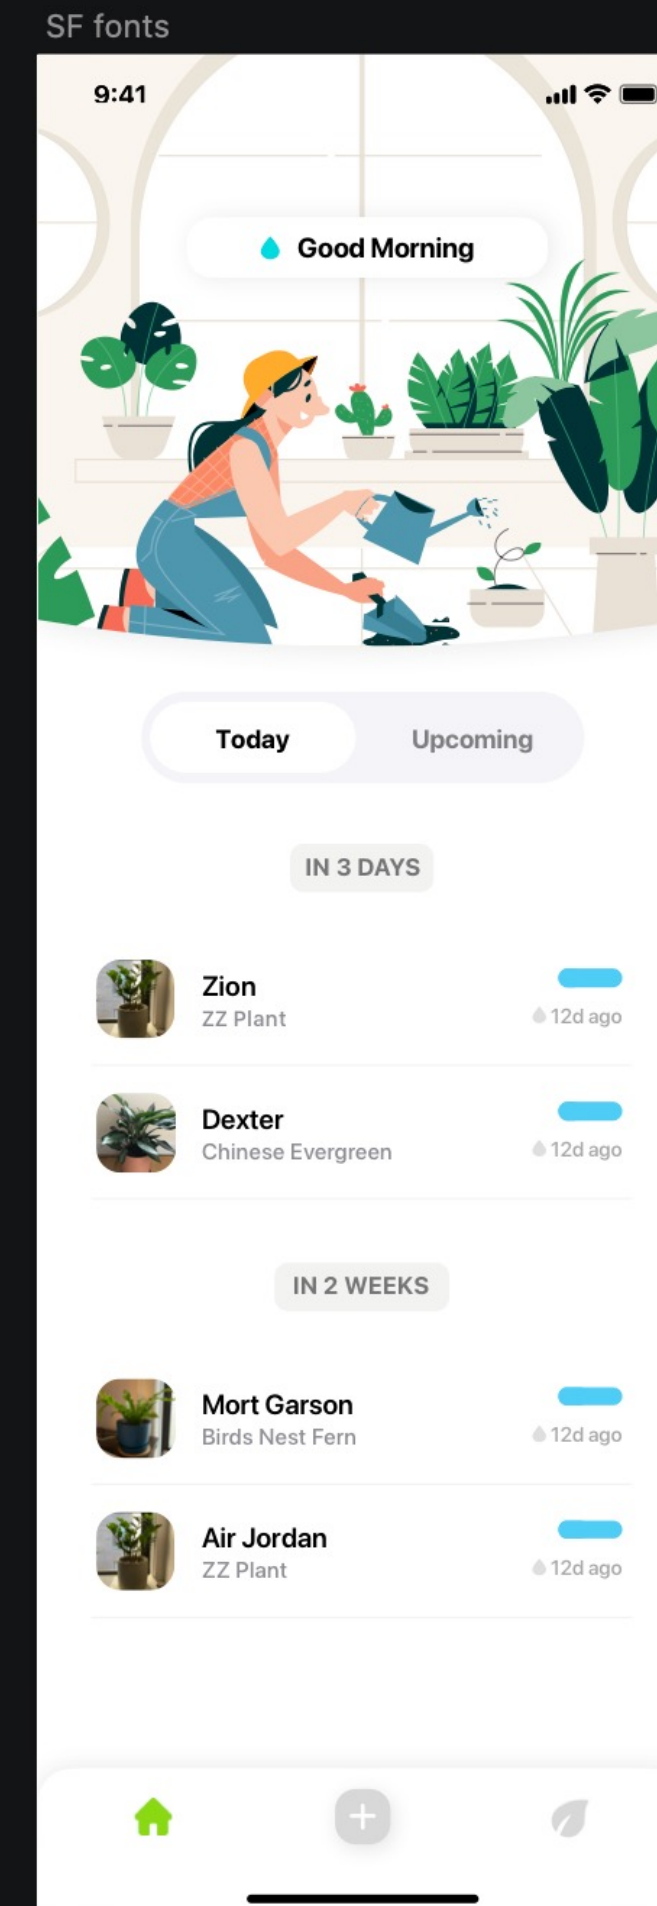 SF fonts
9:41
Good Morning
Today
Upcoming
IN 3 DAYS
Zion
ZZ Plant
12d ago
Dexter
Chinese Evergreen
12d ago
IN 2 WEEKS
Mort Garson
Birds Nest Fern
12d ago
Air Jordan
ZZ Plant
12d ago